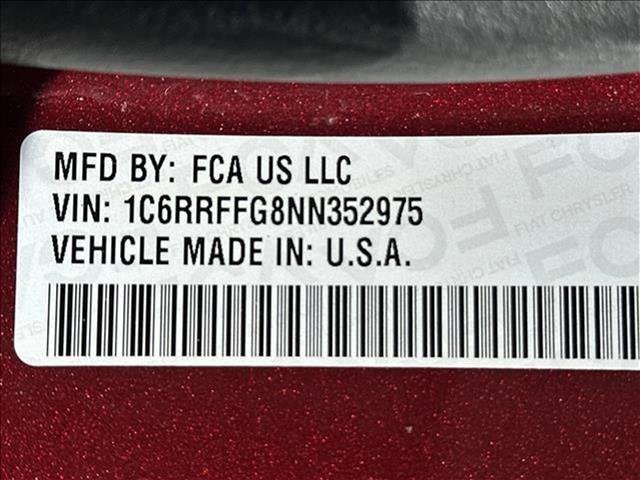 MFD BY: FCA US LLC
VIN: 1C6RRFFG8NN352975
VEHICLE MADE IN: U.S.A.